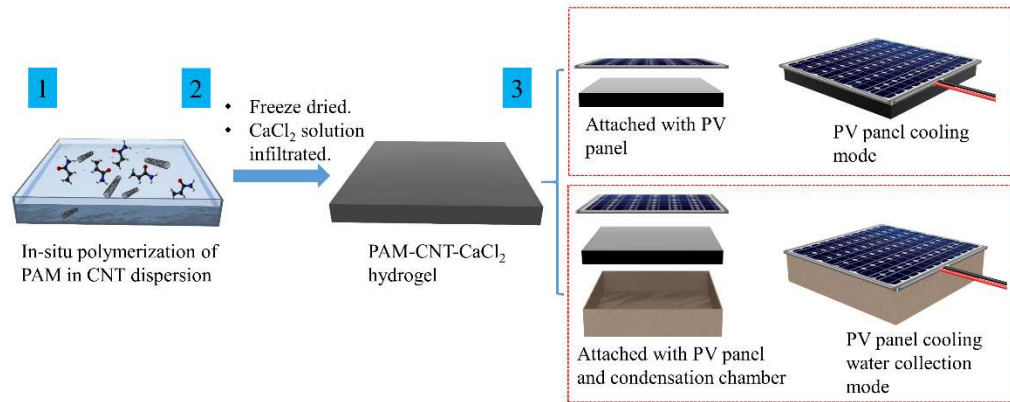 1
2
3
• Freeze dried.
• CaCl₂ solution
infiltrated.
In-situ polymerization of
PAM in CNT dispersion
PAM-CNT-CaCl₂
hydrogel
Attached with PV
panel
PV panel cooling
mode
Attached with PV panel
and condensation chamber
PV panel cooling
water collection
mode